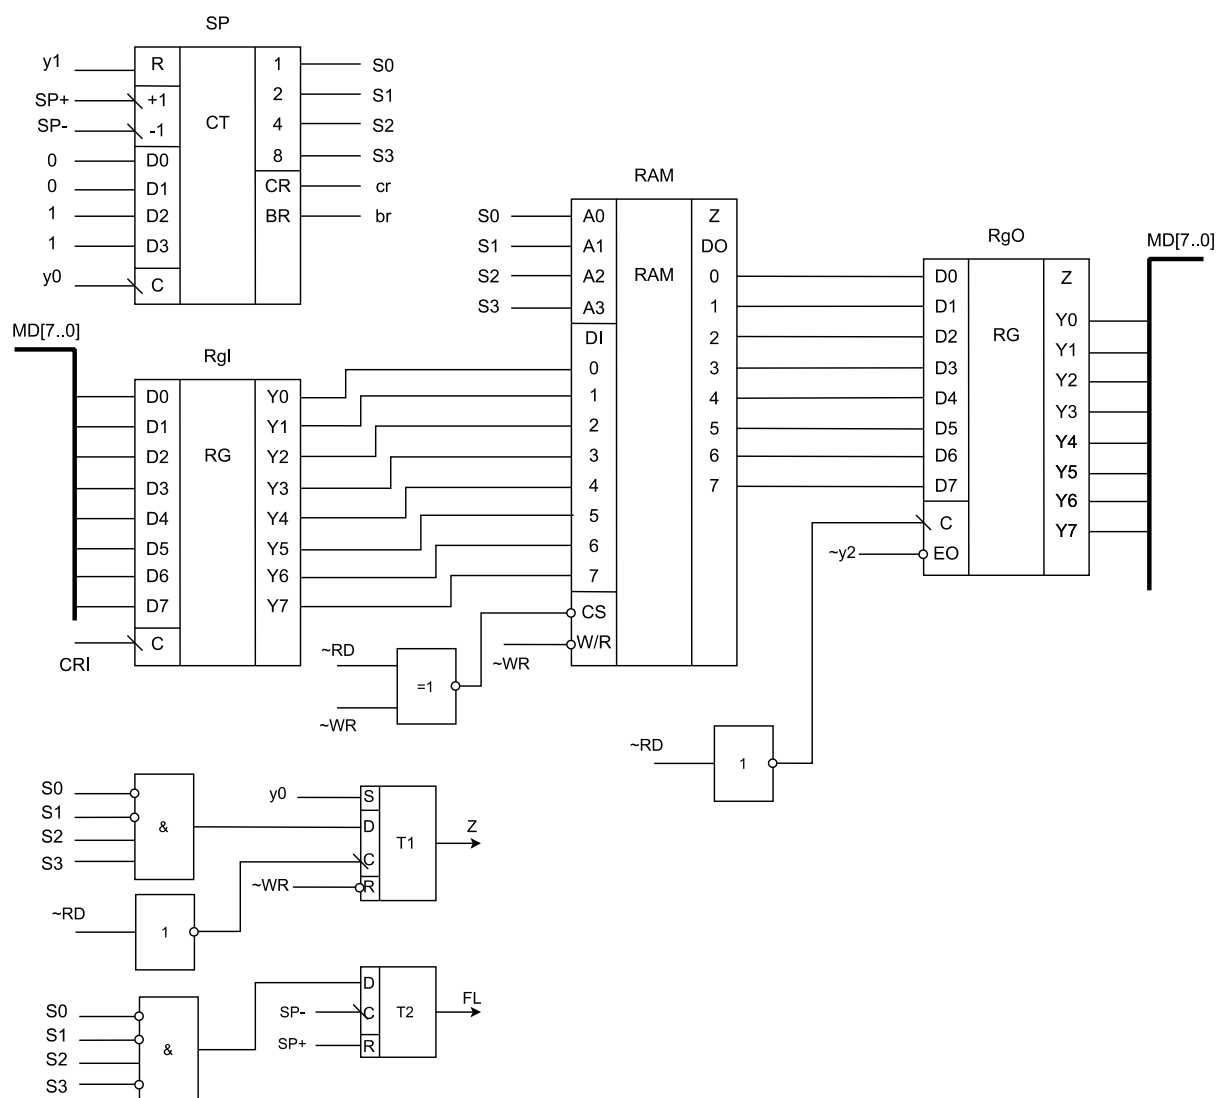 SP
y1 R 1 S0
SP+ +1 2 S1
SP- -1 CT 4 S2
0 D0 8 S3
0 D1 CR cr
1 D2 BR br
1 D3
y0 C
MD[7..0]
RgI
D0 Y0
D1 Y1
D2 RG Y2
D3 Y3
D4 Y4
D5 Y5
D6 Y6
D7 Y7
CRI C
RAM
S0 A0 Z
S1 A1 DO
S2 A2 RAM 0
S3 A3 1
DI 2
0 3
1 4
2 5
3 6
4 7
5
6
7
CS
~WR W/R
~RD
=1
~WR
RgO
MD[7..0]
D0 Z
D1 Y0
D2 RG Y1
D3 Y2
D4 Y3
D5 Y4
D6 Y5
D7 Y6
C Y7
~y2 EO
~RD 1
S0
S1
S2 &
S3
~RD 1
y0 S
D T1 Z
C
~WR R
S0
S1
S2 &
S3
D
SP- C T2 FL
SP+ R